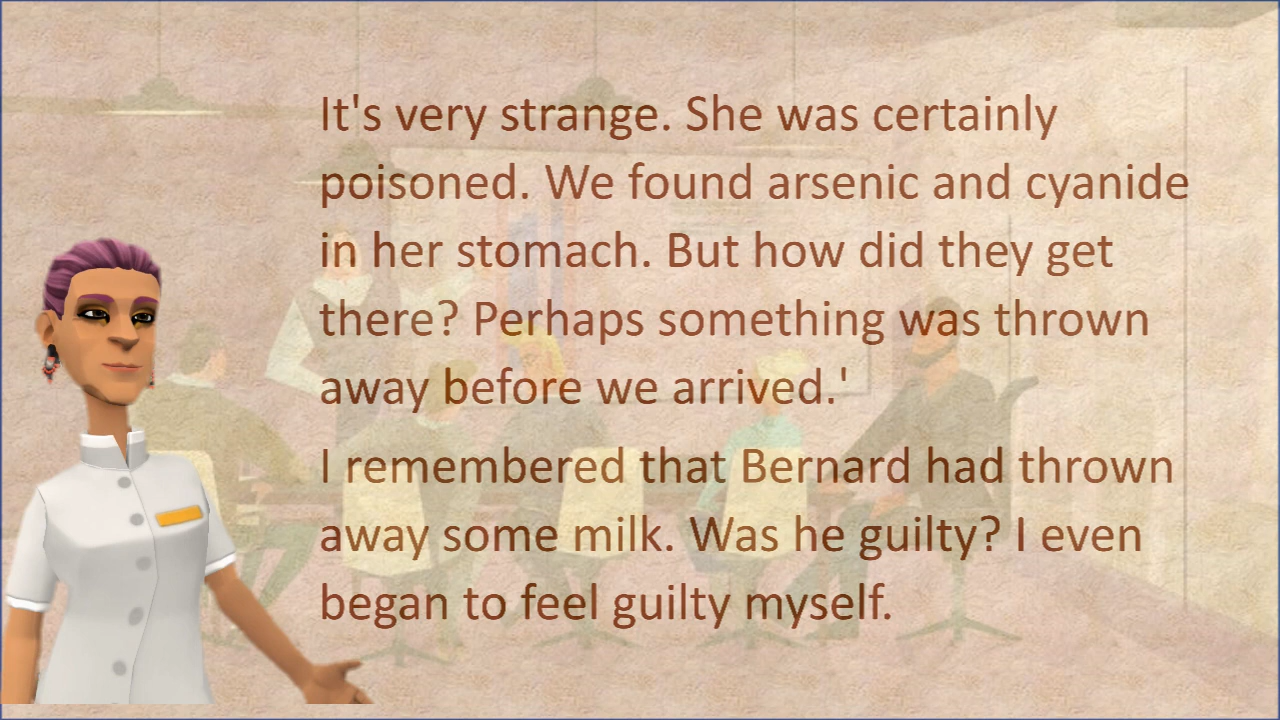 It's very strange. She was certainly
poisoned. We found arsenic and cyanide
in her stomach. But how did they get
there? Perhaps something was thrown
away before we arrived.'
I remembered that Bernard had thrown
away some milk. Was he guilty? I even
began to feel guilty myself.